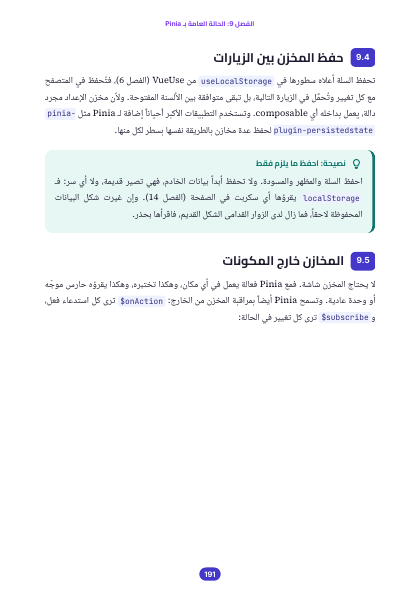 الفصل 9: الحالة العامة بـ Pinia
9.4 حفظ المخزن بين الزيارات
تحفظ السلة أعلاه سطورها في useLocalStorage من VueUse (الفصل 6)، فتُحفظ في المتصفح
مع كل تغيير وتُحمَّل في الزيارة التالية، بل تبقى متوافقة بين الألسنة المفتوحة. ولأن مخزن الإعداد مجرد
دالة، يعمل بداخله أي composable. وتستخدم التطبيقات الأكبر أحياناً إضافة لـ Pinia مثل pinia-
plugin-persistedstate لحفظ عدة مخازن بالطريقة نفسها بسطر لكل منها.
نصيحة: احفظ ما يلزم فقط
احفظ السلة والمظهر والمسودة. ولا تحفظ أبداً بيانات الخادم، فهي تصير قديمة، ولا أي سر: فـ
localStorage يقرؤها أي سكربت في الصفحة (الفصل 14). وإن غيرت شكل البيانات
المحفوظة لاحقاً، فما زال لدى الزوار القدامى الشكل القديم، فاقرأها بحذر.
9.5 المخازن خارج المكونات
لا يحتاج المخزن شاشة. فمع Pinia فعالة يعمل في أي مكان، وهكذا تختبره، وهكذا يقرؤه حارس موجّه
أو وحدة عادية. وتسمح Pinia أيضاً بمراقبة المخزن من الخارج: $onAction ترى كل استدعاء فعل،
و $subscribe ترى كل تغيير في الحالة:
191